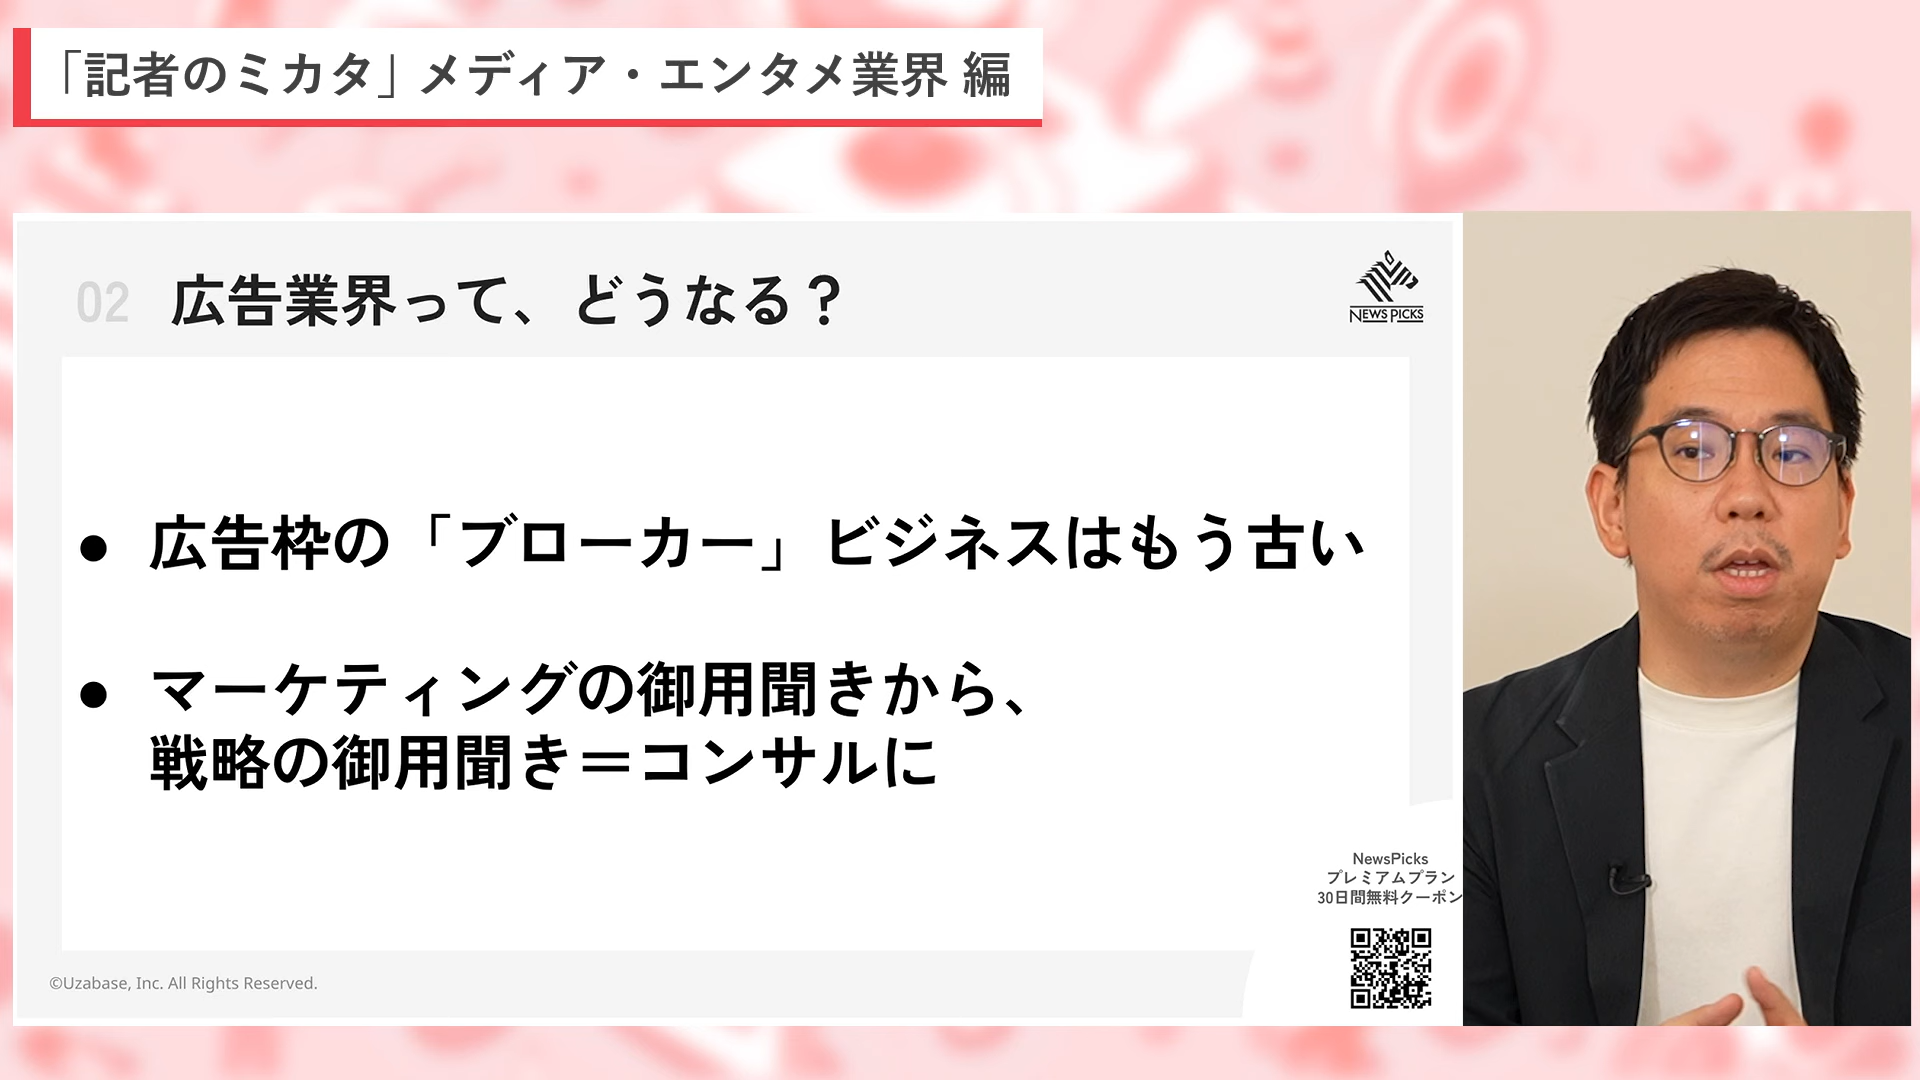 「記者のミカタ」メディア・エンタメ業界 編
02 広告業界って、どうなる？
NEWSPICKS
● 広告枠の「ブローカー」ビジネスはもう古い
● マーケティングの御用聞きから、
戦略の御用聞き＝コンサルに
NewsPicks
プレミアムプラン
30日間無料クーポン
©Uzabase, Inc. All Rights Reserved.